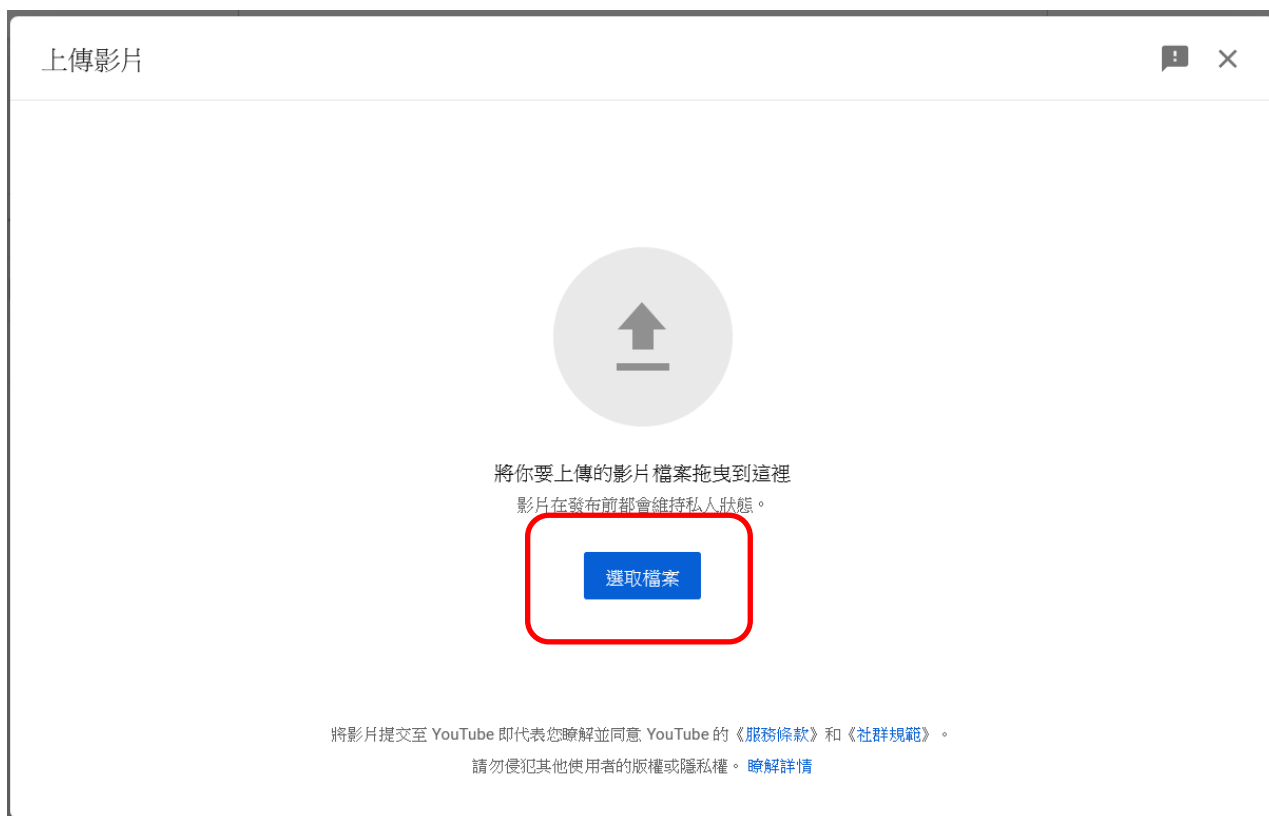 上傳影片
將你要上傳的影片檔案拖曳到這裡
影片在發布前都會維持私人狀態。
選取檔案
將影片提交至 YouTube 即代表您瞭解並同意 YouTube 的《服務條款》和《社群規範》。
請勿侵犯其他使用者的版權或隱私權。 瞭解詳情